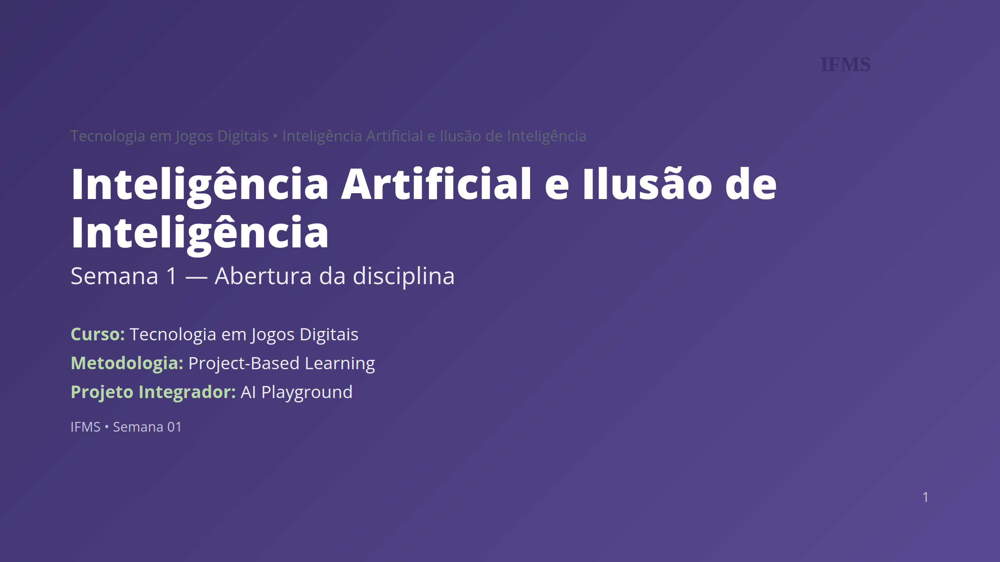 IFMS
Tecnologia em Jogos Digitais • Inteligência Artificial e Ilusão de Inteligência
Inteligência Artificial e Ilusão de
Inteligência
Semana 1 — Abertura da disciplina
Curso: Tecnologia em Jogos Digitais
Metodologia: Project-Based Learning
Projeto Integrador: AI Playground
IFMS • Semana 01
1